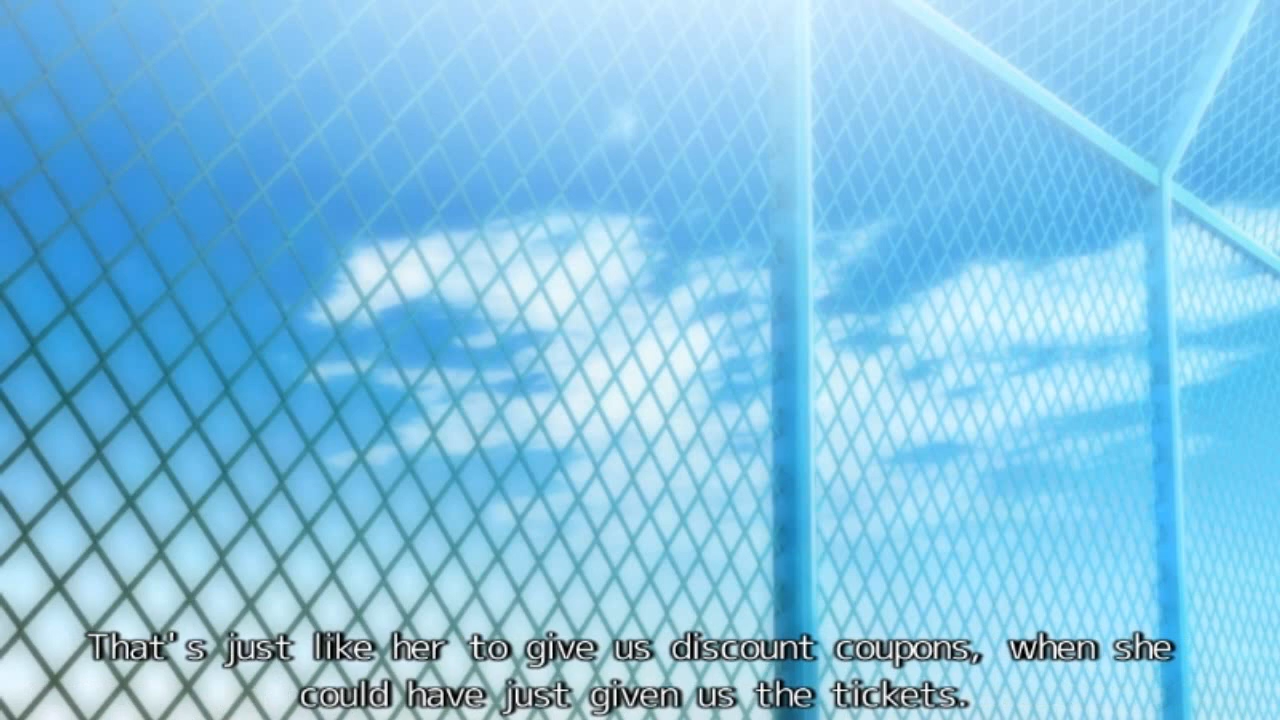 That's just like her to give us discount coupons, when she
could have just given us the tickets.